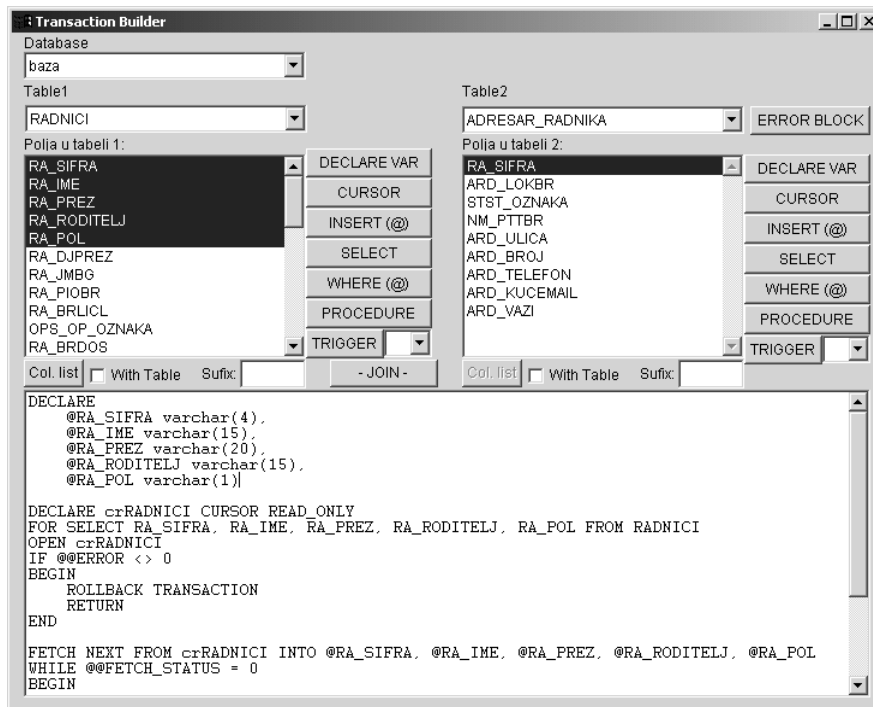 Transaction Builder
Database
baza
Table1
Table2
RADNICI
ADRESAR_RADNIKA
ERROR BLOCK
Polja u tabeli 1:
Polja u tabeli 2:
RA_SIFRA
RA_IME
RA_PREZ
RA_RODITELJ
RA_POL
RA_DJPREZ
RA_JMBG
RA_PIOBR
RA_BRLICL
OPS_OP_OZNAKA
RA_BRDOS
DECLARE VAR
CURSOR
INSERT (@)
SELECT
WHERE (@)
PROCEDURE
TRIGGER
RA_SIFRA
ARD_LOKBR
STST_OZNAKA
NM_PTTBR
ARD_ULICA
ARD_BROJ
ARD_TELEFON
ARD_KUCEMAIL
ARD_VAZI
DECLARE VAR
CURSOR
INSERT (@)
SELECT
WHERE (@)
PROCEDURE
TRIGGER
Col. list With Table Sufix: - JOIN -
Col. list With Table Sufix:
DECLARE
@RA_SIFRA varchar(4),
@RA_IME varchar(15),
@RA_PREZ varchar(20),
@RA_RODITELJ varchar(15),
@RA_POL varchar(1)
DECLARE crRADNICI CURSOR READ_ONLY
FOR SELECT RA_SIFRA, RA_IME, RA_PREZ, RA_RODITELJ, RA_POL FROM RADNICI
OPEN crRADNICI
IF @@ERROR <> 0
BEGIN
ROLLBACK TRANSACTION
RETURN
END
FETCH NEXT FROM crRADNICI INTO @RA_SIFRA, @RA_IME, @RA_PREZ, @RA_RODITELJ, @RA_POL
WHILE @@FETCH_STATUS = 0
BEGIN